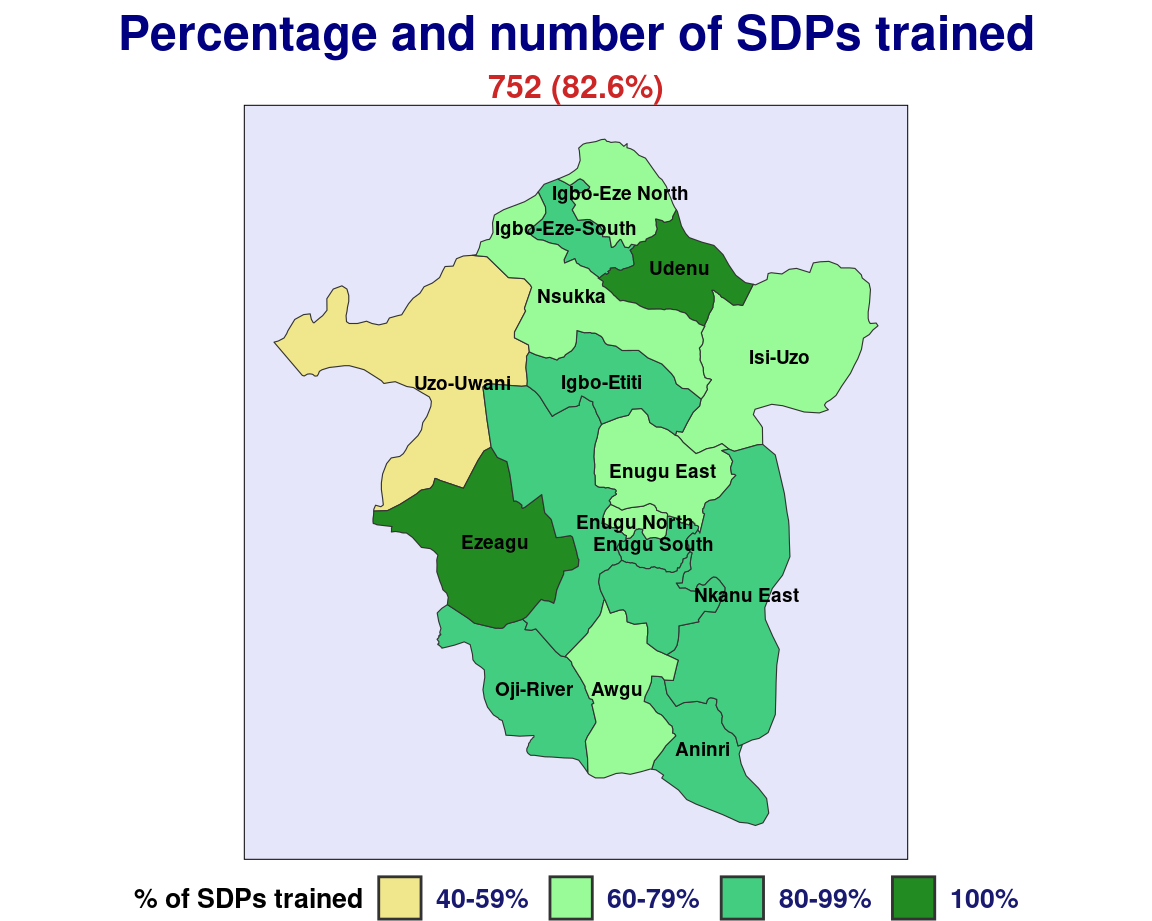 Percentage and number of SDPs trained
752 (82.6%)
Igbo-Eze North
Igbo-Eze-South
Udenu
Nsukka
Isi-Uzo
Uzo-Uwani
Igbo-Etiti
Enugu East
Enugu North
Enugu South
Ezeagu
Nkanu East
Oji-River
Awgu
Aninri
% of SDPs trained 40-59% 60-79% 80-99% 100%